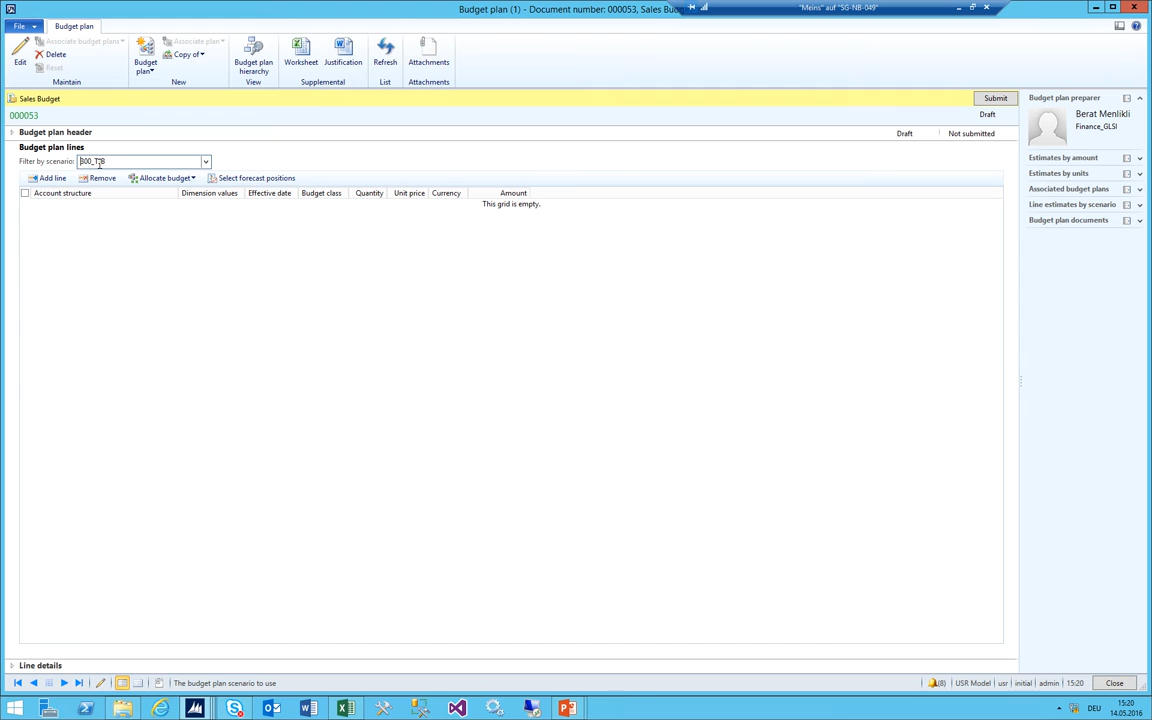 Budget plan (1) - Document number: 000053, Sales Bud
"Meins" auf "SG-NB-049"
File
Budget plan
Edit
Associate budget plans
Delete
Reset
Maintain
Budget plan
Associate plan
Copy of
New
Budget plan hierarchy
View
Worksheet
Justification
Supplemental
Refresh
List
Attachments
Attachments
Sales Budget
Submit
000053
Draft
Budget plan header
Draft
Not submitted
Budget plan lines
Filter by scenario:
Add line
Remove
Allocate budget
Select forecast positions
Account structure
Dimension values
Effective date
Budget class
Quantity
Unit price
Currency
Amount
This grid is empty.
Budget plan preparer
Berat Menlikli
Finance_GLSI
Estimates by amount
Estimates by units
Associated budget plans
Line estimates by scenario
Budget plan documents
Line details
The budget plan scenario to use
(8)
USR Model
usr
initial
admin
15:20
Close
DEU
15:20
14.05.2016